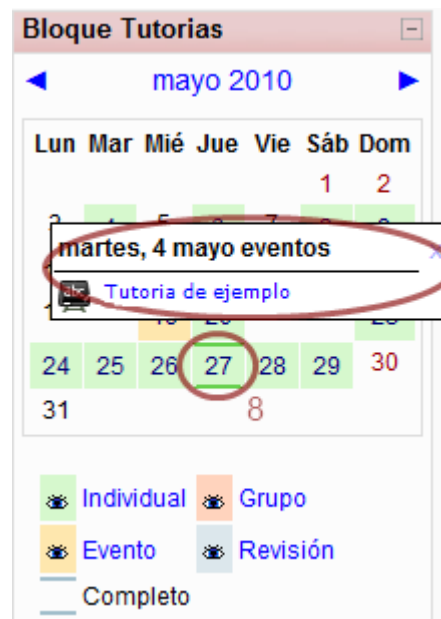 Bloque Tutorias
mayo 2010
Lun Mar Mié Jue Vie Sáb Dom
1 2
martes, 4 mayo eventos
Tutoria de ejemplo
24 25 26 27 28 29 30
31 8
Individual Grupo
Evento Revisión
Completo